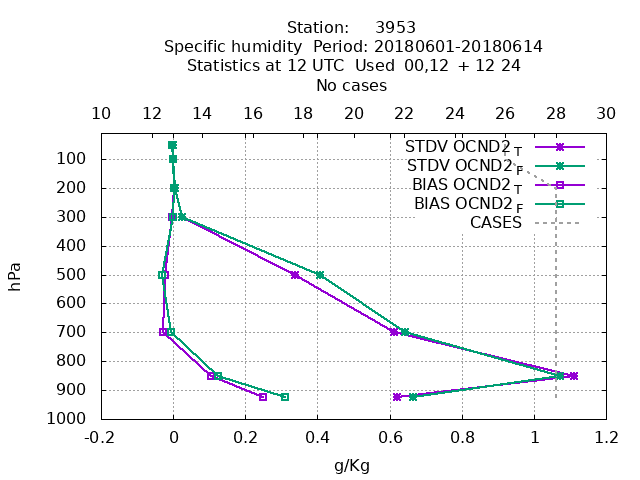 Station: 3953
Specific humidity Period: 20180601-20180614
Statistics at 12 UTC Used 00,12 + 12 24
No cases
10 12 14 16 18 20 22 24 26 28 30
STDV OCND2 T
STDV OCND2 F
BIAS OCND2 T
BIAS OCND2 F
CASES
100
200
300
400
500
600
700
800
900
1000
hPa
-0.2 0 0.2 0.4 0.6 0.8 1 1.2
g/Kg